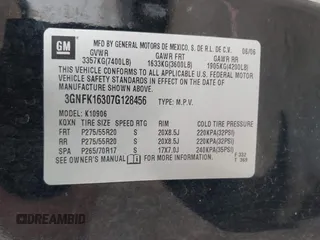 GM
MFD BY GENERAL MOTORS DE MEXICO, S. DE R.L. DE C.V. 06/06
GVWR GAWR FRT GAWR RR
3357KG(7400LB) 1633KG(3600LB) 1905KG(4200LB)
THIS VEHICLE CONFORMS TO ALL APPLICABLE U.S. FEDERAL
MOTOR VEHICLE SAFETY STANDARDS IN EFFECT ON THE DATE
OF MANUFACTURE SHOWN ABOVE.
3GNFK16307G128456 TYPE: M.P.V.
MODEL: K10906
KQXN TIRE SIZE SPEED RTG RIM COLD TIRE PRESSURE
FRT P275/55R20 S 20X8.5J 220KPA(32PSI)
RR P275/55R20 S 20X8.5J 220KPA(32PSI)
SPA P265/70R17 S 17X7.0J 240KPA(35PSI)
SEE OWNER'S MANUAL FOR MORE INFORMATION.
DREAMBID